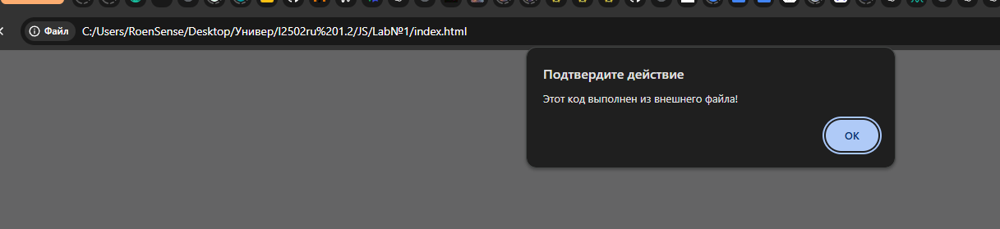 Файл C:/Users/RoenSense/Desktop/Универ/I2502ru%201.2/JS/Lab№1/index.html
Подтвердите действие
Этот код выполнен из внешнего файла!
ОК